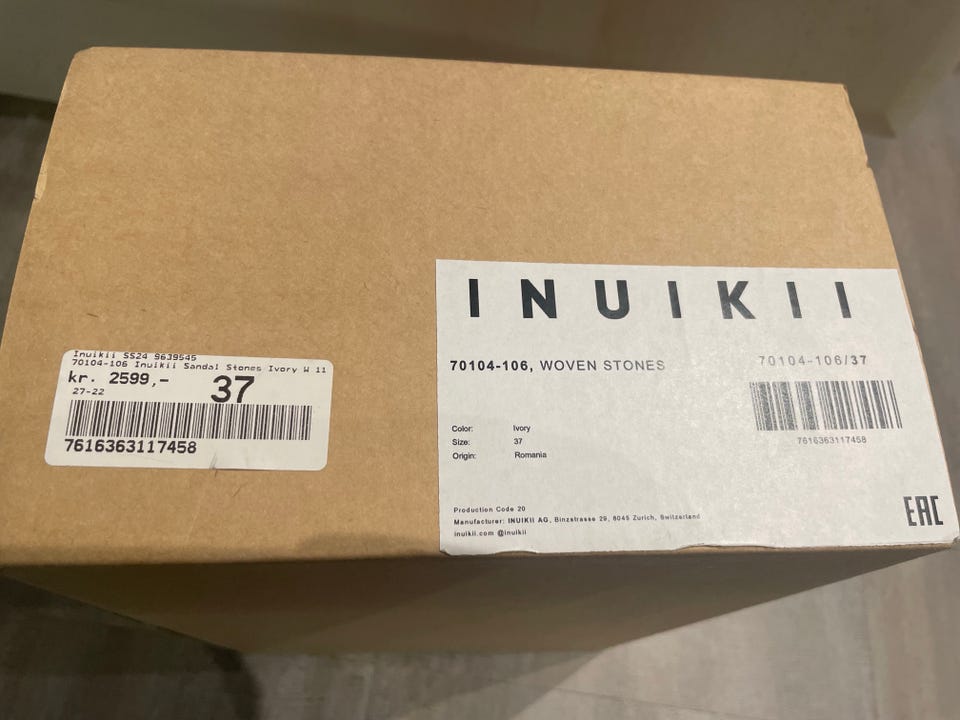 Inuikii SS24 9639545
70104-106 Inuikii Sandal Stones Ivory W 11
kr. 2599,- 37
27-22
7616363117458
INUIKII
70104-106, WOVEN STONES
70104-106/37
7616363117458
Color: Ivory
Size: 37
Origin: Romania
Production Code 20
Manufacturer: INUIKII AG, Binzstrasse 29, 8045 Zurich, Switzerland
inuikii.com @inuikii
EAC